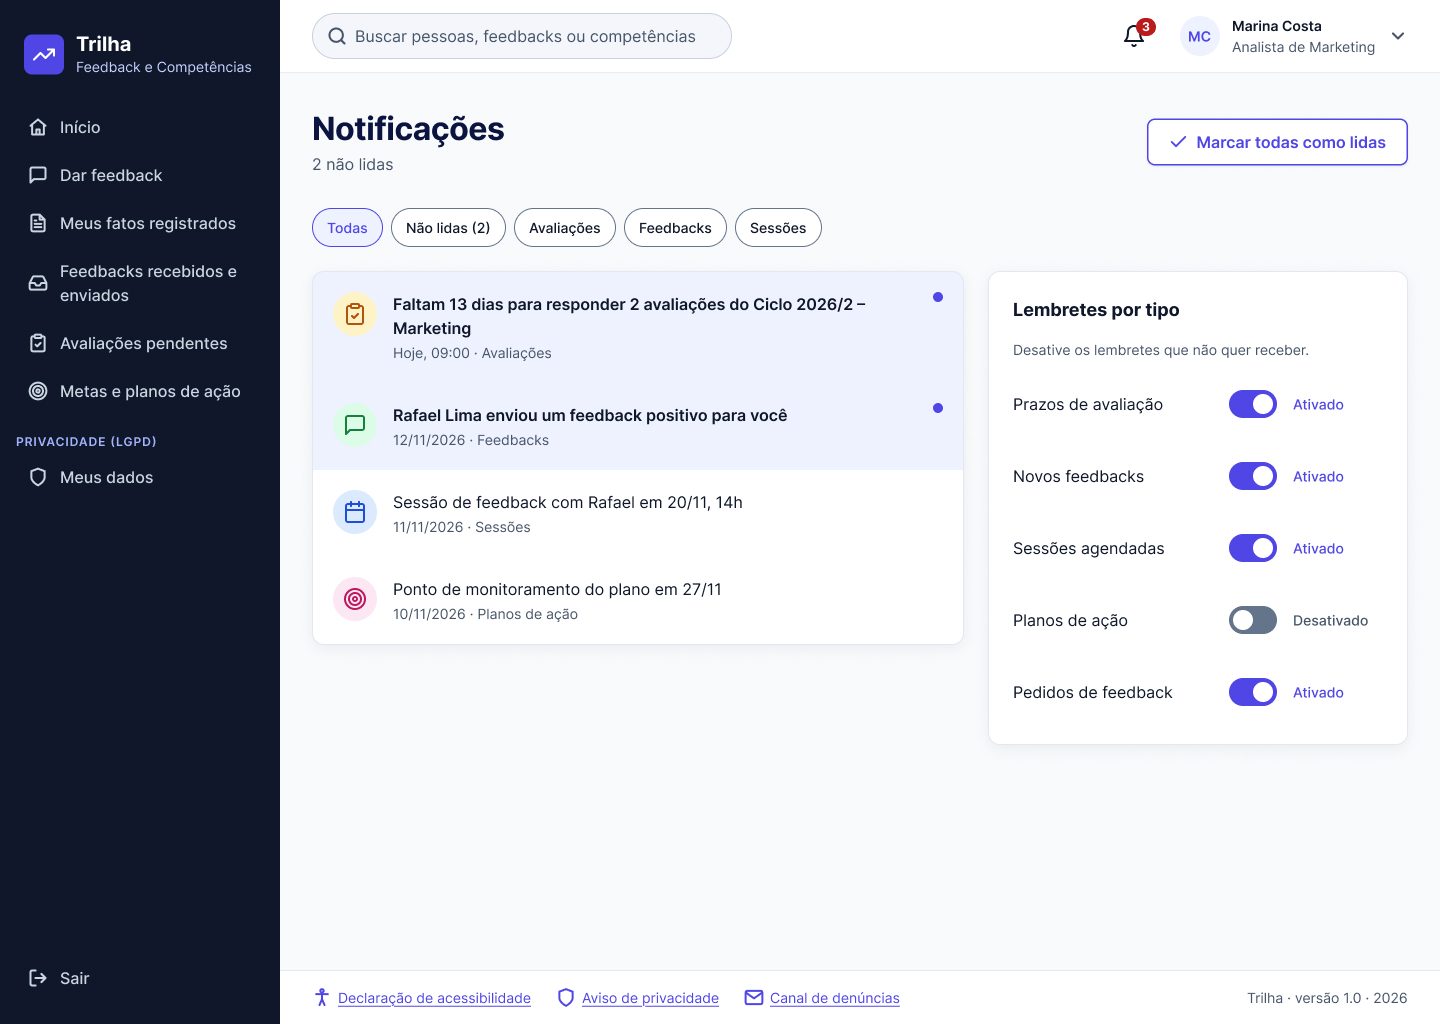 Trilha
Feedback e Competências
Início
Dar feedback
Meus fatos registrados
Feedbacks recebidos e
enviados
Avaliações pendentes
Metas e planos de ação
PRIVACIDADE (LGPD)
Meus dados
Sair
Buscar pessoas, feedbacks ou competências
3
MC
Marina Costa
Analista de Marketing
Notificações
2 não lidas
Marcar todas como lidas
Todas
Não lidas (2)
Avaliações
Feedbacks
Sessões
Faltam 13 dias para responder 2 avaliações do Ciclo 2026/2 –
Marketing
Hoje, 09:00 · Avaliações
Rafael Lima enviou um feedback positivo para você
12/11/2026 · Feedbacks
Sessão de feedback com Rafael em 20/11, 14h
11/11/2026 · Sessões
Ponto de monitoramento do plano em 27/11
10/11/2026 · Planos de ação
Lembretes por tipo
Desative os lembretes que não quer receber.
Prazos de avaliação
Ativado
Novos feedbacks
Ativado
Sessões agendadas
Ativado
Planos de ação
Desativado
Pedidos de feedback
Ativado
Declaração de acessibilidade
Aviso de privacidade
Canal de denúncias
Trilha · versão 1.0 · 2026